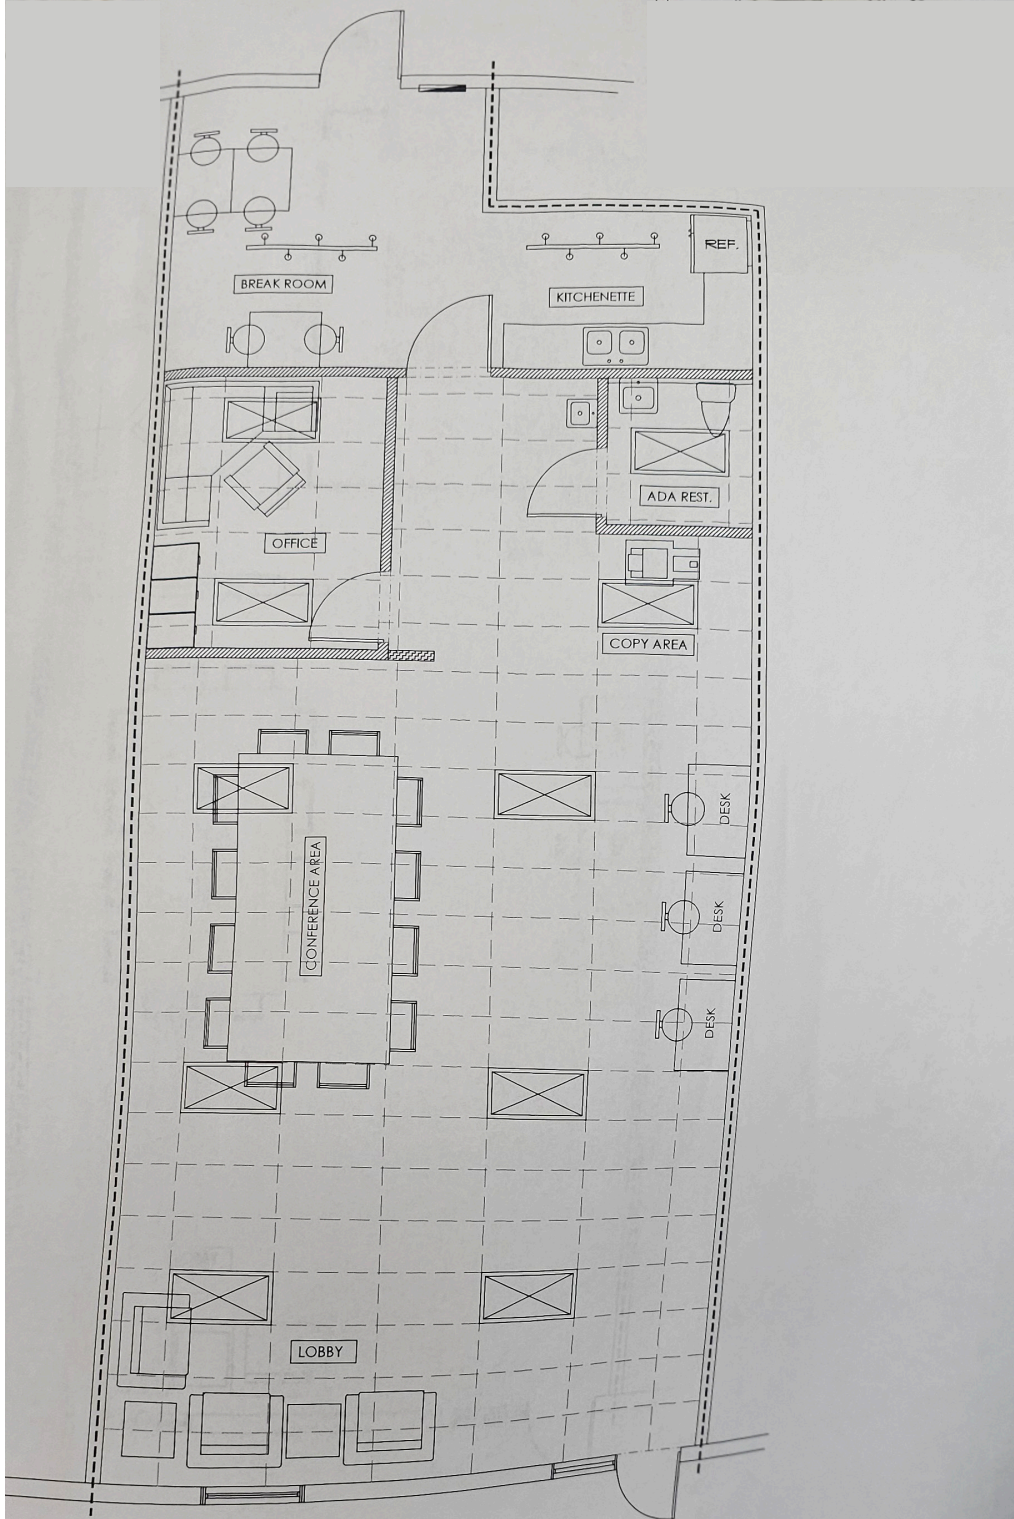 REF.
BREAK ROOM
KITCHENETTE
ADA REST.
OFFICE
COPY AREA
DESK
CONFERENCE AREA
DESK
DESK
LOBBY